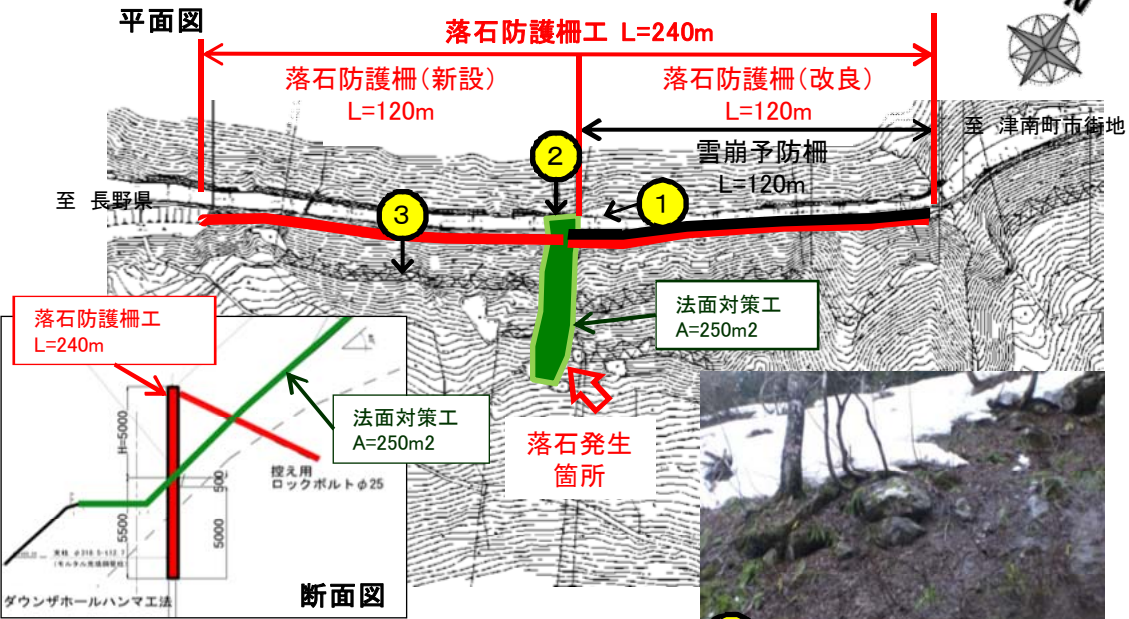 平面図
N
落石防護柵工 L=240m
落石防護柵(新設)
L=120m
落石防護柵(改良)
L=120m
至 津南町市街地
雪崩予防柵
L=120m
至 長野県
②
①
③
落石防護柵工
L=240m
法面対策工
A=250m2
法面対策工
A=250m2
落石発生
箇所
H=5000
500
5500
5000
控え用
ロックボルトφ25
ダウンザホールハンマ工法
断面図